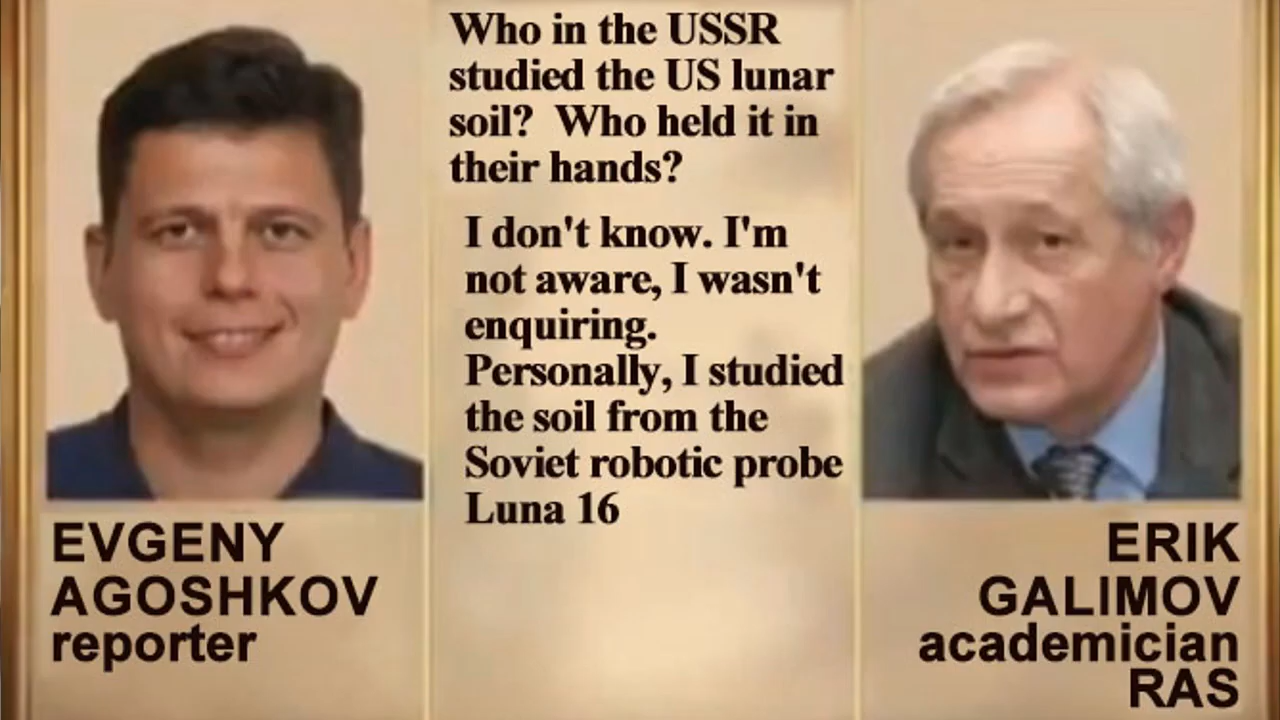 Who in the USSR
studied the US lunar
soil?  Who held it in
their hands?
I don't know. I'm
not aware, I wasn't
enquiring.
Personally, I studied
the soil from the
Soviet robotic probe
Luna 16
EVGENY
AGOSHKOV
reporter
ERIK
GALIMOV
academician
RAS